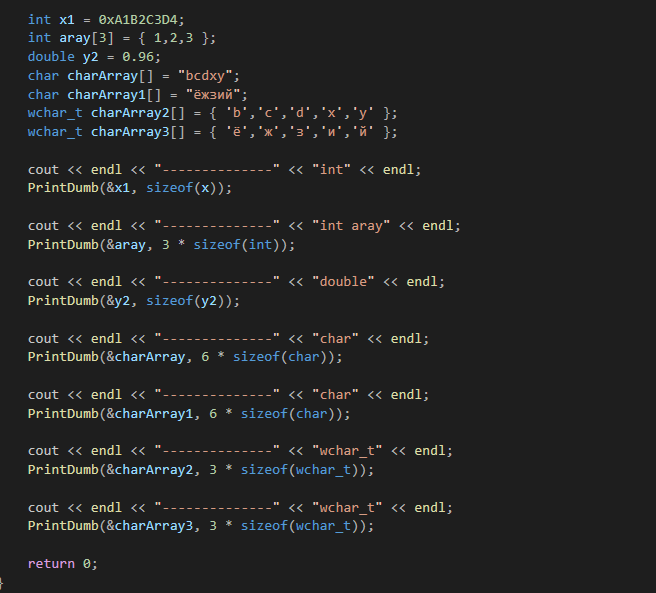 int x1 = 0xA1B2C3D4;
int aray[3] = { 1,2,3 };
double y2 = 0.96;
char charArray[] = "bcdxy";
char charArray1[] = "ёжзий";
wchar_t charArray2[] = { 'b','c','d','x','y' };
wchar_t charArray3[] = { 'ё','ж','з','и','й' };
cout << endl << "--------------" << "int" << endl;
PrintDumb(&x1, sizeof(x));
cout << endl << "--------------" << "int aray" << endl;
PrintDumb(&aray, 3 * sizeof(int));
cout << endl << "--------------" << "double" << endl;
PrintDumb(&y2, sizeof(y2));
cout << endl << "--------------" << "char" << endl;
PrintDumb(&charArray, 6 * sizeof(char));
cout << endl << "--------------" << "char" << endl;
PrintDumb(&charArray1, 6 * sizeof(char));
cout << endl << "--------------" << "wchar_t" << endl;
PrintDumb(&charArray2, 3 * sizeof(wchar_t));
cout << endl << "--------------" << "wchar_t" << endl;
PrintDumb(&charArray3, 3 * sizeof(wchar_t));
return 0;
}